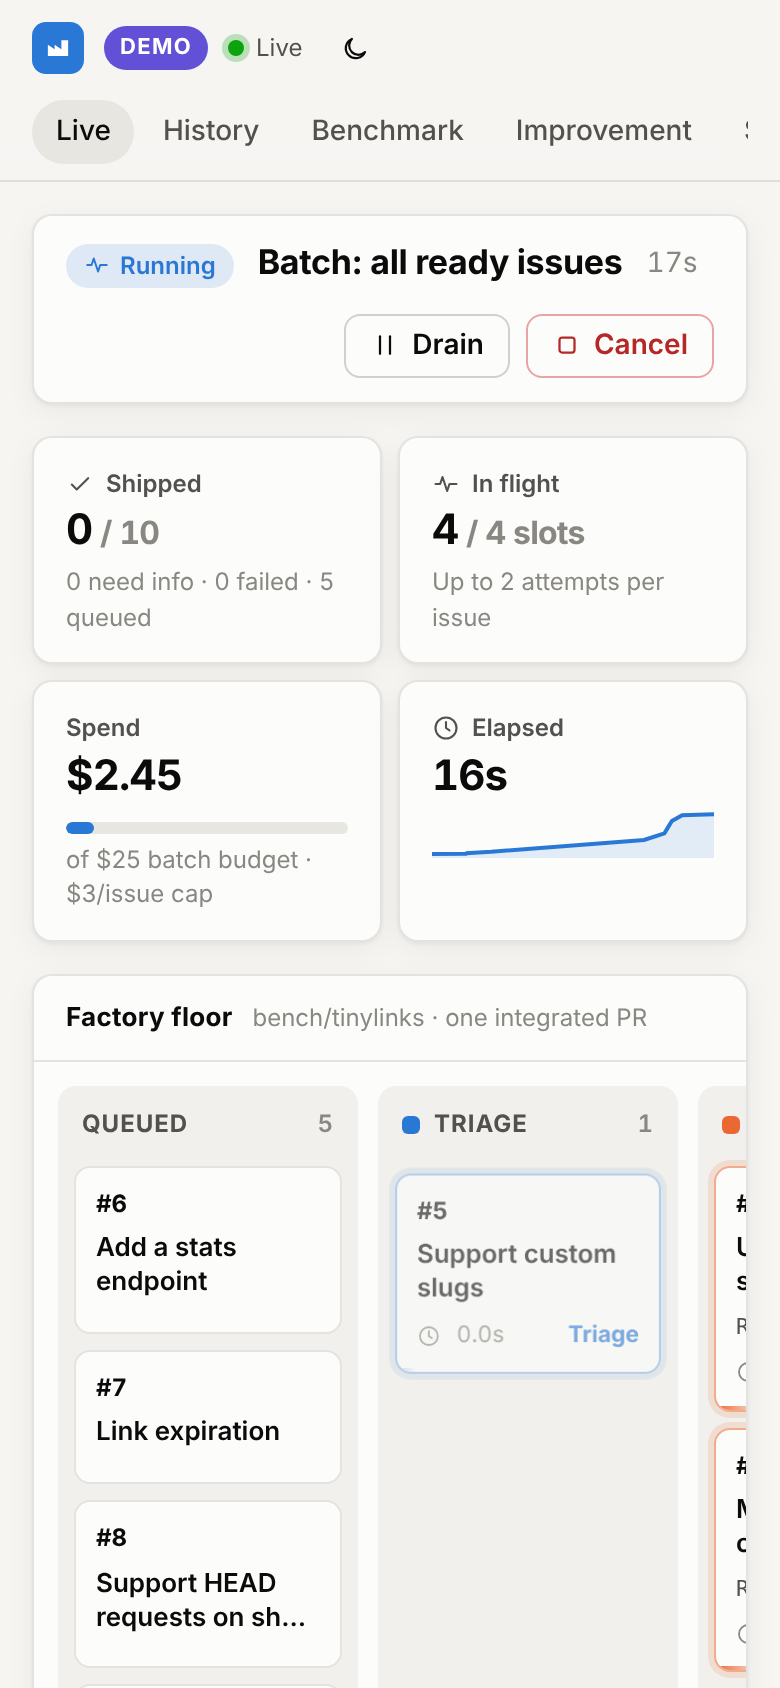 DEMO
Live
Live
History
Benchmark
Improvement
Running
Batch: all ready issues
17s
Drain
Cancel
Shipped
0 / 10
0 need info · 0 failed · 5
queued
In flight
4 / 4 slots
Up to 2 attempts per
issue
Spend
$2.45
of $25 batch budget ·
$3/issue cap
Elapsed
16s
Factory floor
bench/tinylinks · one integrated PR
QUEUED
5
#6
Add a stats
endpoint
#7
Link expiration
#8
Support HEAD
requests on sh...
TRIAGE
1
#5
Support custom
slugs
0.0s
Triage